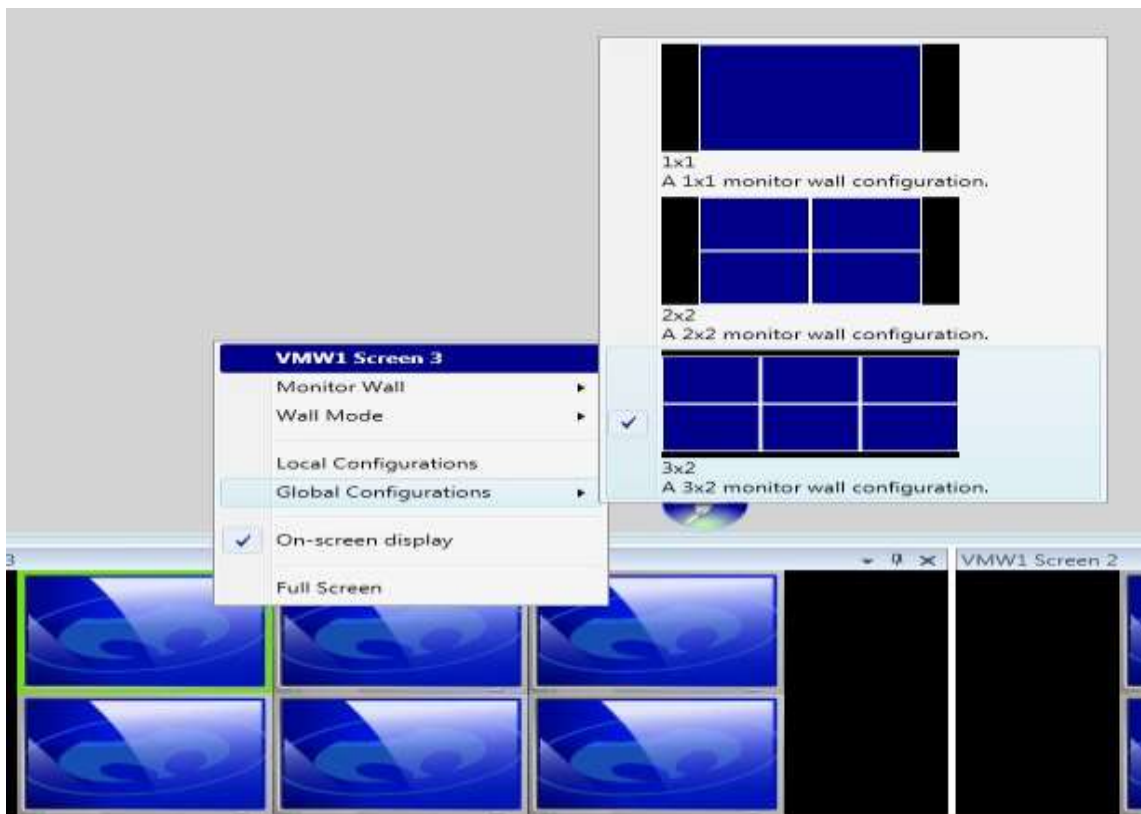 1x1
A 1x1 monitor wall configuration.
2x2
A 2x2 monitor wall configuration.
3x2
A 3x2 monitor wall configuration.
VMW1 Screen 3
Monitor Wall
Wall Mode
Local Configurations
Global Configurations
On-screen display
Full Screen
3
VMW1 Screen 2